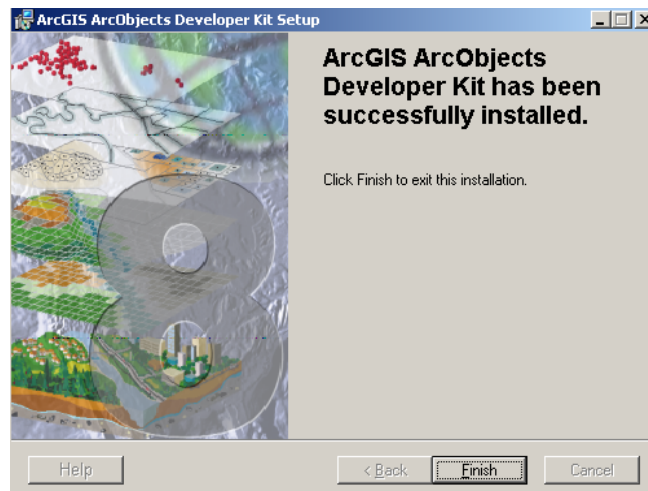 ArcGIS ArcObjects Developer Kit Setup
ArcGIS ArcObjects
Developer Kit has been
successfully installed.
Click Finish to exit this installation.
8
Help
< Back
Finish
Cancel